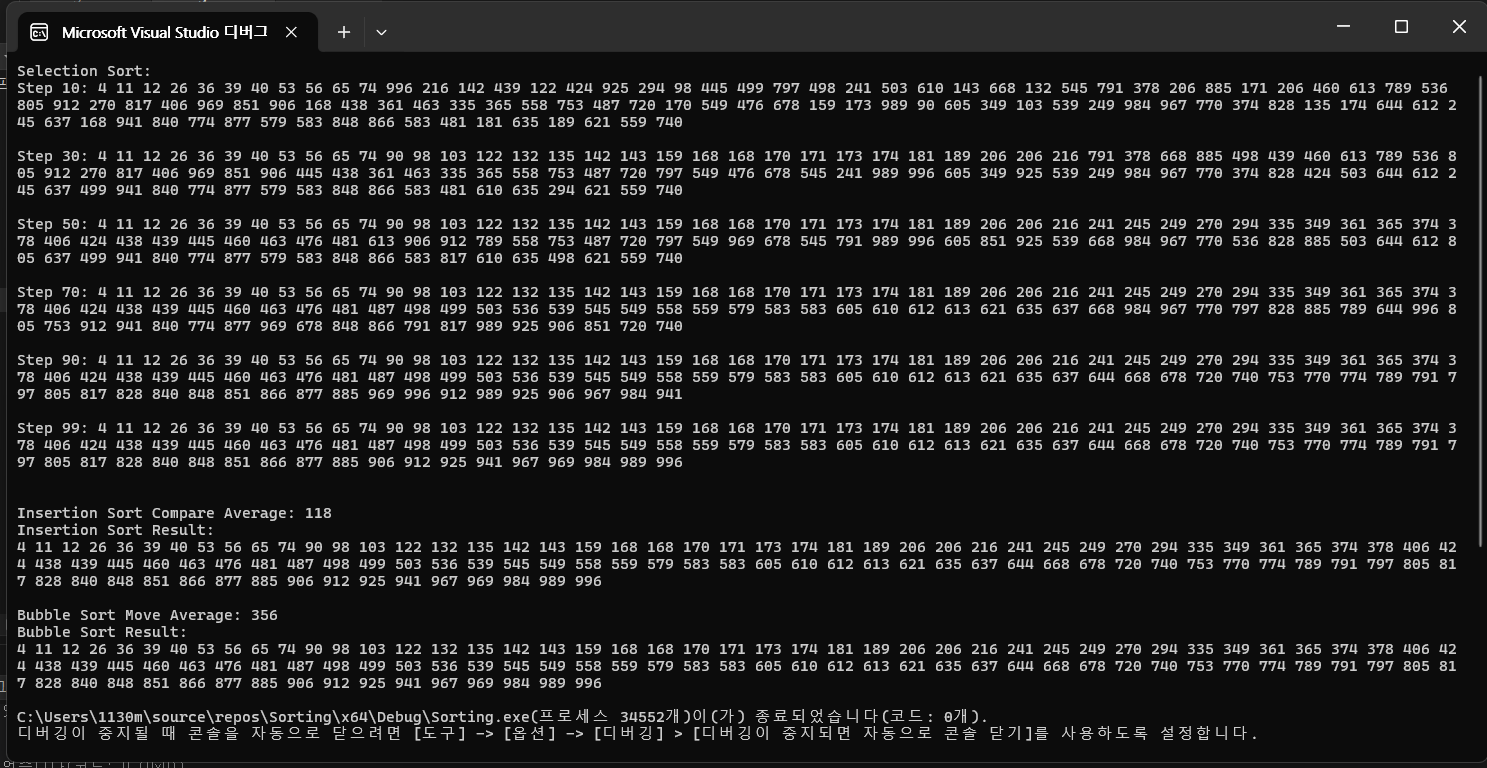 Microsoft Visual Studio 디버그
Selection Sort:
Step 10: 4 11 12 26 36 39 40 53 56 65 74 996 216 142 439 122 424 925 294 98 445 499 797 498 241 503 610 143 668 132 545 791 378 206 885 171 206 460 613 789 536
805 912 270 817 406 969 851 906 168 438 361 463 335 365 558 753 487 720 170 549 476 678 159 173 989 90 605 349 103 539 249 984 967 770 374 828 135 174 644 612 2
45 637 168 941 840 774 877 579 583 848 866 583 481 181 635 189 621 559 740
Step 30: 4 11 12 26 36 39 40 53 56 65 74 90 98 103 122 132 135 142 143 159 168 168 170 171 173 174 181 189 206 206 216 791 378 668 885 498 439 460 613 789 536 8
05 912 270 817 406 969 851 906 445 438 361 463 335 365 558 753 487 720 797 549 476 678 545 241 989 996 605 349 925 539 249 984 967 770 374 828 424 503 644 612 2
45 637 499 941 840 774 877 579 583 848 866 583 481 610 635 294 621 559 740
Step 50: 4 11 12 26 36 39 40 53 56 65 74 90 98 103 122 132 135 142 143 159 168 168 170 171 173 174 181 189 206 206 216 241 245 249 270 294 335 349 361 365 374 3
78 406 424 438 439 445 460 463 476 481 613 906 912 789 558 753 487 720 797 549 969 678 545 791 989 996 605 851 925 539 668 984 967 770 536 828 885 503 644 612 8
05 637 499 941 840 774 877 579 583 848 866 583 817 610 635 498 621 559 740
Step 70: 4 11 12 26 36 39 40 53 56 65 74 90 98 103 122 132 135 142 143 159 168 168 170 171 173 174 181 189 206 206 216 241 245 249 270 294 335 349 361 365 374 3
78 406 424 438 439 445 460 463 476 481 487 498 499 503 536 539 545 549 558 559 579 583 583 605 610 612 613 621 635 637 668 984 967 770 797 828 885 789 644 996 8
05 753 912 941 840 774 877 969 678 848 866 791 817 989 925 906 851 720 740
Step 90: 4 11 12 26 36 39 40 53 56 65 74 90 98 103 122 132 135 142 143 159 168 168 170 171 173 174 181 189 206 206 216 241 245 249 270 294 335 349 361 365 374 3
78 406 424 438 439 445 460 463 476 481 487 498 499 503 536 539 545 549 558 559 579 583 583 605 610 612 613 621 635 637 644 668 678 720 740 753 770 774 789 791 7
97 805 817 828 840 848 851 866 877 885 969 996 912 989 925 906 967 984 941
Step 99: 4 11 12 26 36 39 40 53 56 65 74 90 98 103 122 132 135 142 143 159 168 168 170 171 173 174 181 189 206 206 216 241 245 249 270 294 335 349 361 365 374 3
78 406 424 438 439 445 460 463 476 481 487 498 499 503 536 539 545 549 558 559 579 583 583 605 610 612 613 621 635 637 644 668 678 720 740 753 770 774 789 791 7
97 805 817 828 840 848 851 866 877 885 906 912 925 941 967 969 984 989 996
Insertion Sort Compare Average: 118
Insertion Sort Result:
4 11 12 26 36 39 40 53 56 65 74 90 98 103 122 132 135 142 143 159 168 168 170 171 173 174 181 189 206 206 216 241 245 249 270 294 335 349 361 365 374 378 406 42
4 438 439 445 460 463 476 481 487 498 499 503 536 539 545 549 558 559 579 583 583 605 610 612 613 621 635 637 644 668 678 720 740 753 770 774 789 791 797 805 81
7 828 840 848 851 866 877 885 906 912 925 941 967 969 984 989 996
Bubble Sort Move Average: 356
Bubble Sort Result:
4 11 12 26 36 39 40 53 56 65 74 90 98 103 122 132 135 142 143 159 168 168 170 171 173 174 181 189 206 206 216 241 245 249 270 294 335 349 361 365 374 378 406 42
4 438 439 445 460 463 476 481 487 498 499 503 536 539 545 549 558 559 579 583 583 605 610 612 613 621 635 637 644 668 678 720 740 753 770 774 789 791 797 805 81
7 828 840 848 851 866 877 885 906 912 925 941 967 969 984 989 996
C:\Users\1130m\source\repos\Sorting\x64\Debug\Sorting.exe(프로세스 34552개)이(가) 종료되었습니다(코드: 0개).
디버깅이 중지될 때 콘솔을 자동으로 닫으려면 [도구] -> [옵션] -> [디버깅] > [디버깅이 중지되면 자동으로 콘솔 닫기]를 사용하도록 설정합니다.